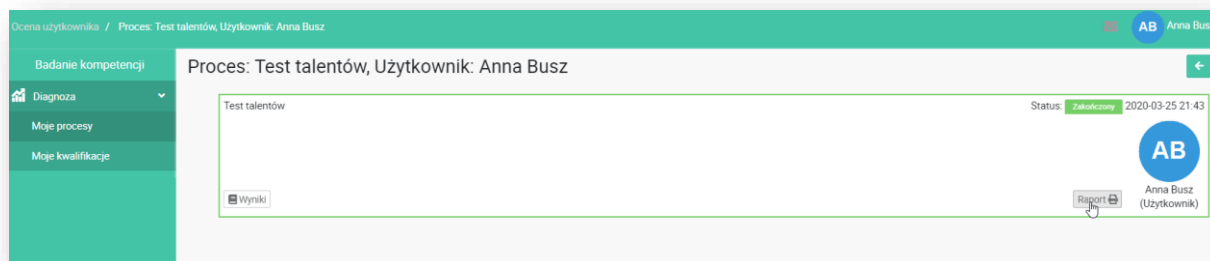 Ocena użytkownika / Proces: Test talentów, Użytkownik: Anna Busz
AB Anna Bus
Badanie kompetencji
Diagnoza
Moje procesy
Moje kwalifikacje
Proces: Test talentów, Użytkownik: Anna Busz
Test talentów
Status: Zakończony 2020-03-25 21:43
AB
Anna Busz
(Użytkownik)
Wyniki
Raport